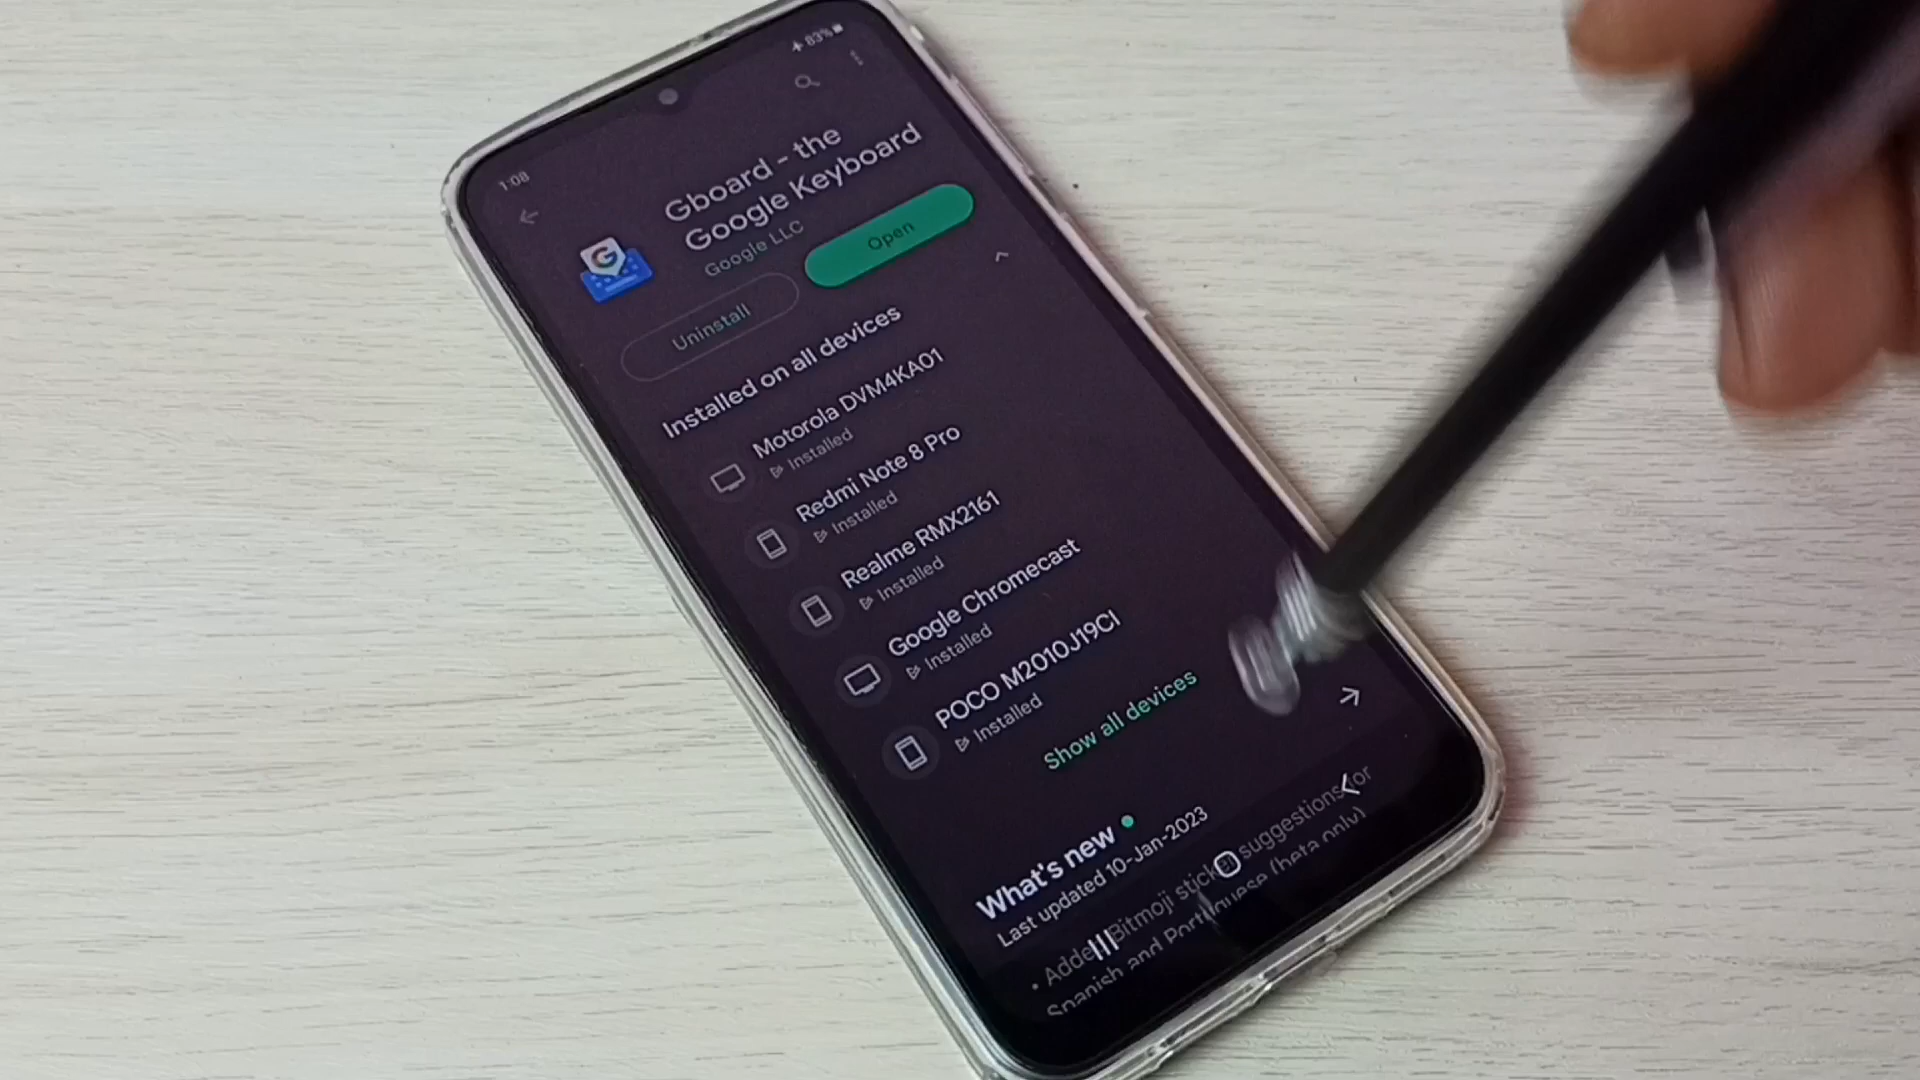 1:08
83%
Gboard - the
Google Keyboard
Google LLC
Uninstall
Open
Installed on all devices
Motorola DVM4KA01
Installed
Redmi Note 8 Pro
Installed
Realme RMX2161
Installed
Google Chromecast
Installed
POCO M2010J19CI
Installed
Show all devices
What's new
Last updated 10-Jan-2023
• Added Bitmoji sticker suggestions for
Spanish and Portuguese (beta only)